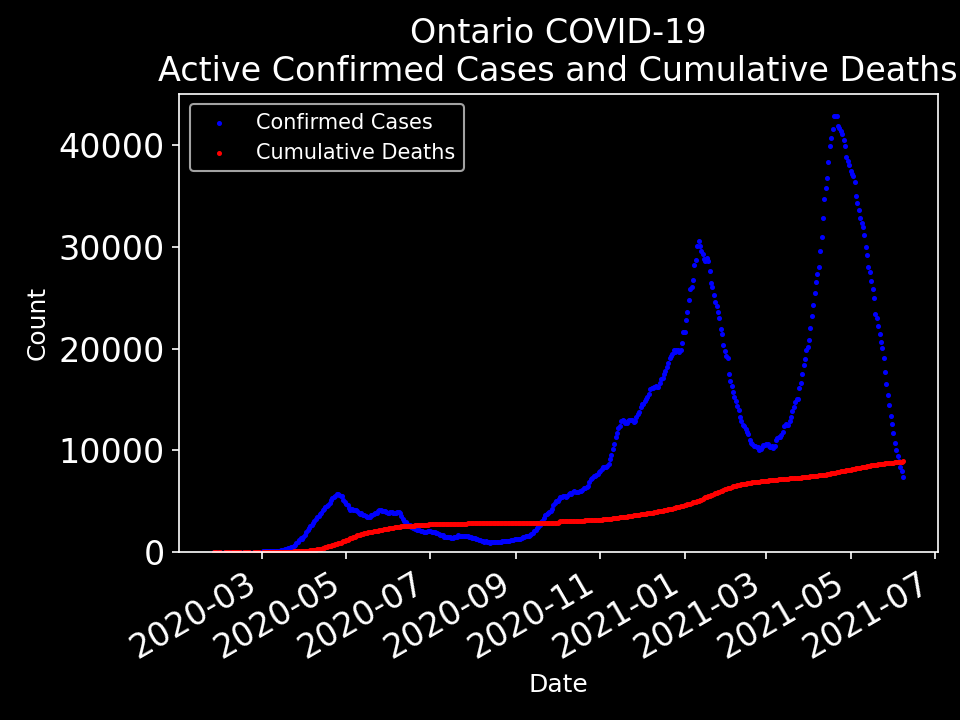 Ontario COVID-19
Active Confirmed Cases and Cumulative Deaths
Confirmed Cases
Cumulative Deaths
Count
40000
30000
20000
10000
0
2020-03
2020-05
2020-07
2020-09
2020-11
2021-01
2021-03
2021-05
2021-07
Date